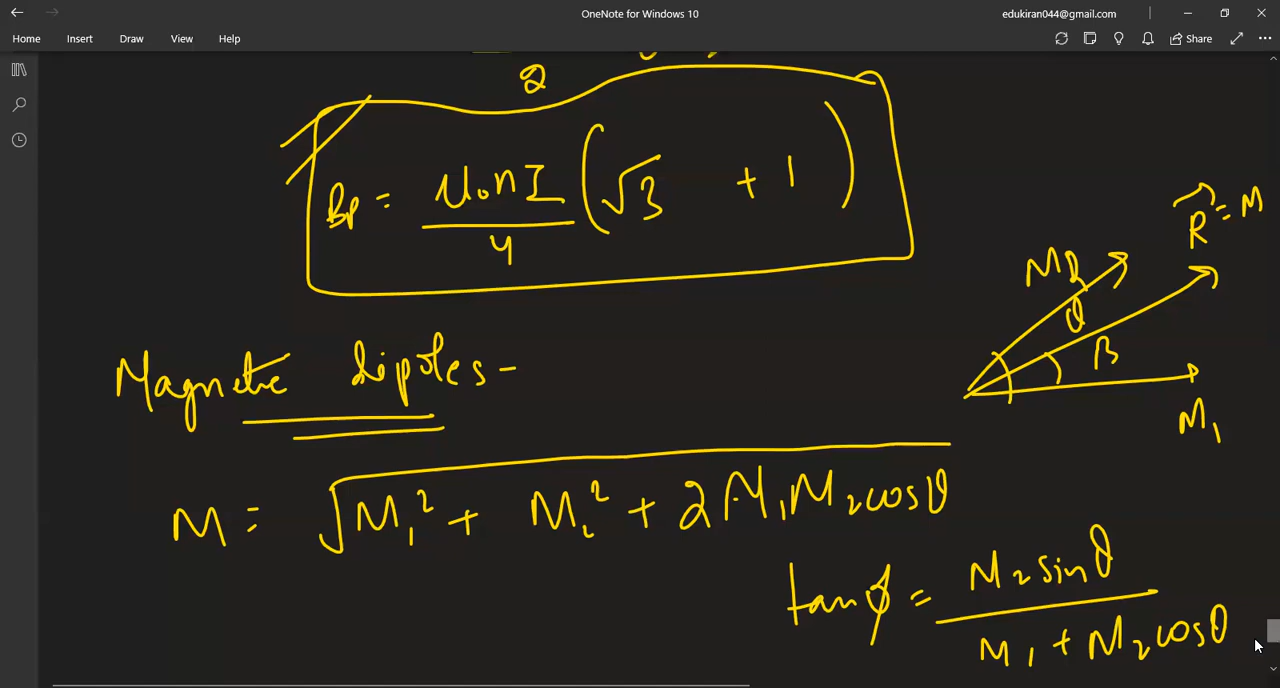 OneNote for Windows 10
edukiran044@gmail.com
Home Insert Draw View Help
Share
2
Bp = μ₀nI/4 (√3 + 1)
R⃗ = M
M2
θ
β
M₁
Magnetic dipoles -
M = √M₁² + M₂² + 2M₁M₂cosθ
tanϕ = M₂sinθ / M₁ + M₂cosθ